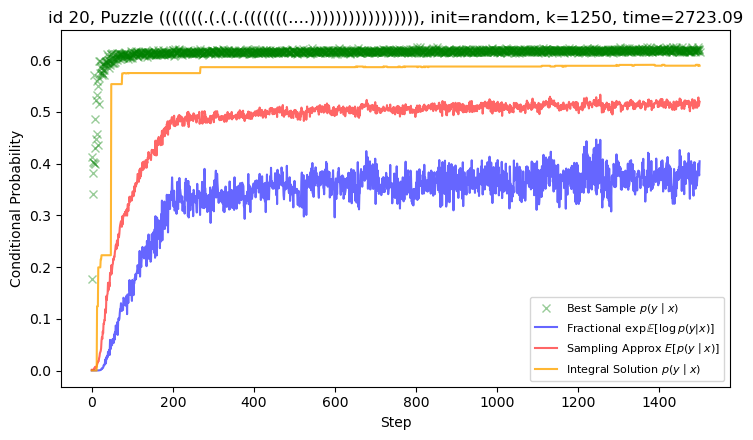 id 20, Puzzle (((((((.(.(.(.(((((((....)))))))))))))))))), init=random, k=1250, time=2723.09
0.6
0.5
0.4
0.3
0.2
0.1
0.0
Conditional Probability
0 200 400 600 800 1000 1200 1400
Step
Best Sample p(y | x)
Fractional exp𝔼[log p(y|x)]
Sampling Approx E[p(y | x)]
Integral Solution p(y | x)